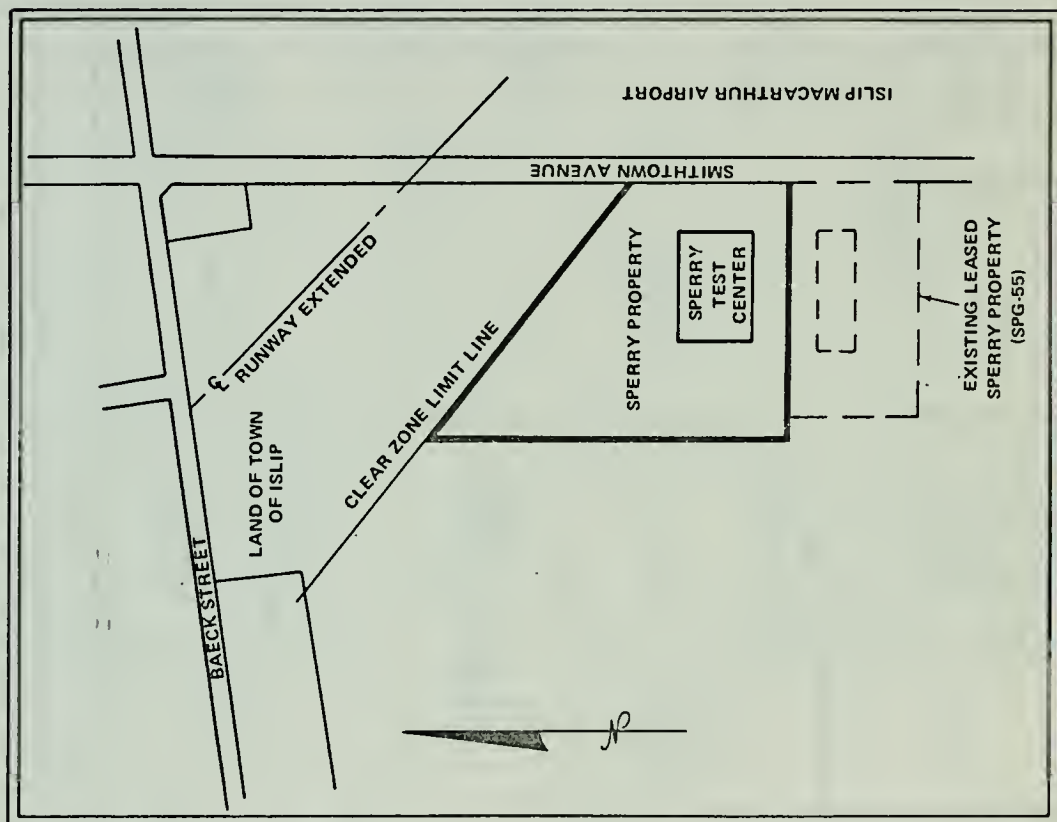 ISLIP MACARTHUR AIRPORT
SMITHTOWN AVENUE
℄ RUNWAY EXTENDED
LAND OF TOWN
OF ISLIP
BAECK STREET
CLEAR ZONE LIMIT LINE
SPERRY PROPERTY
SPERRY
TEST
CENTER
EXISTING LEASED
SPERRY PROPERTY
(SPG-55)
N